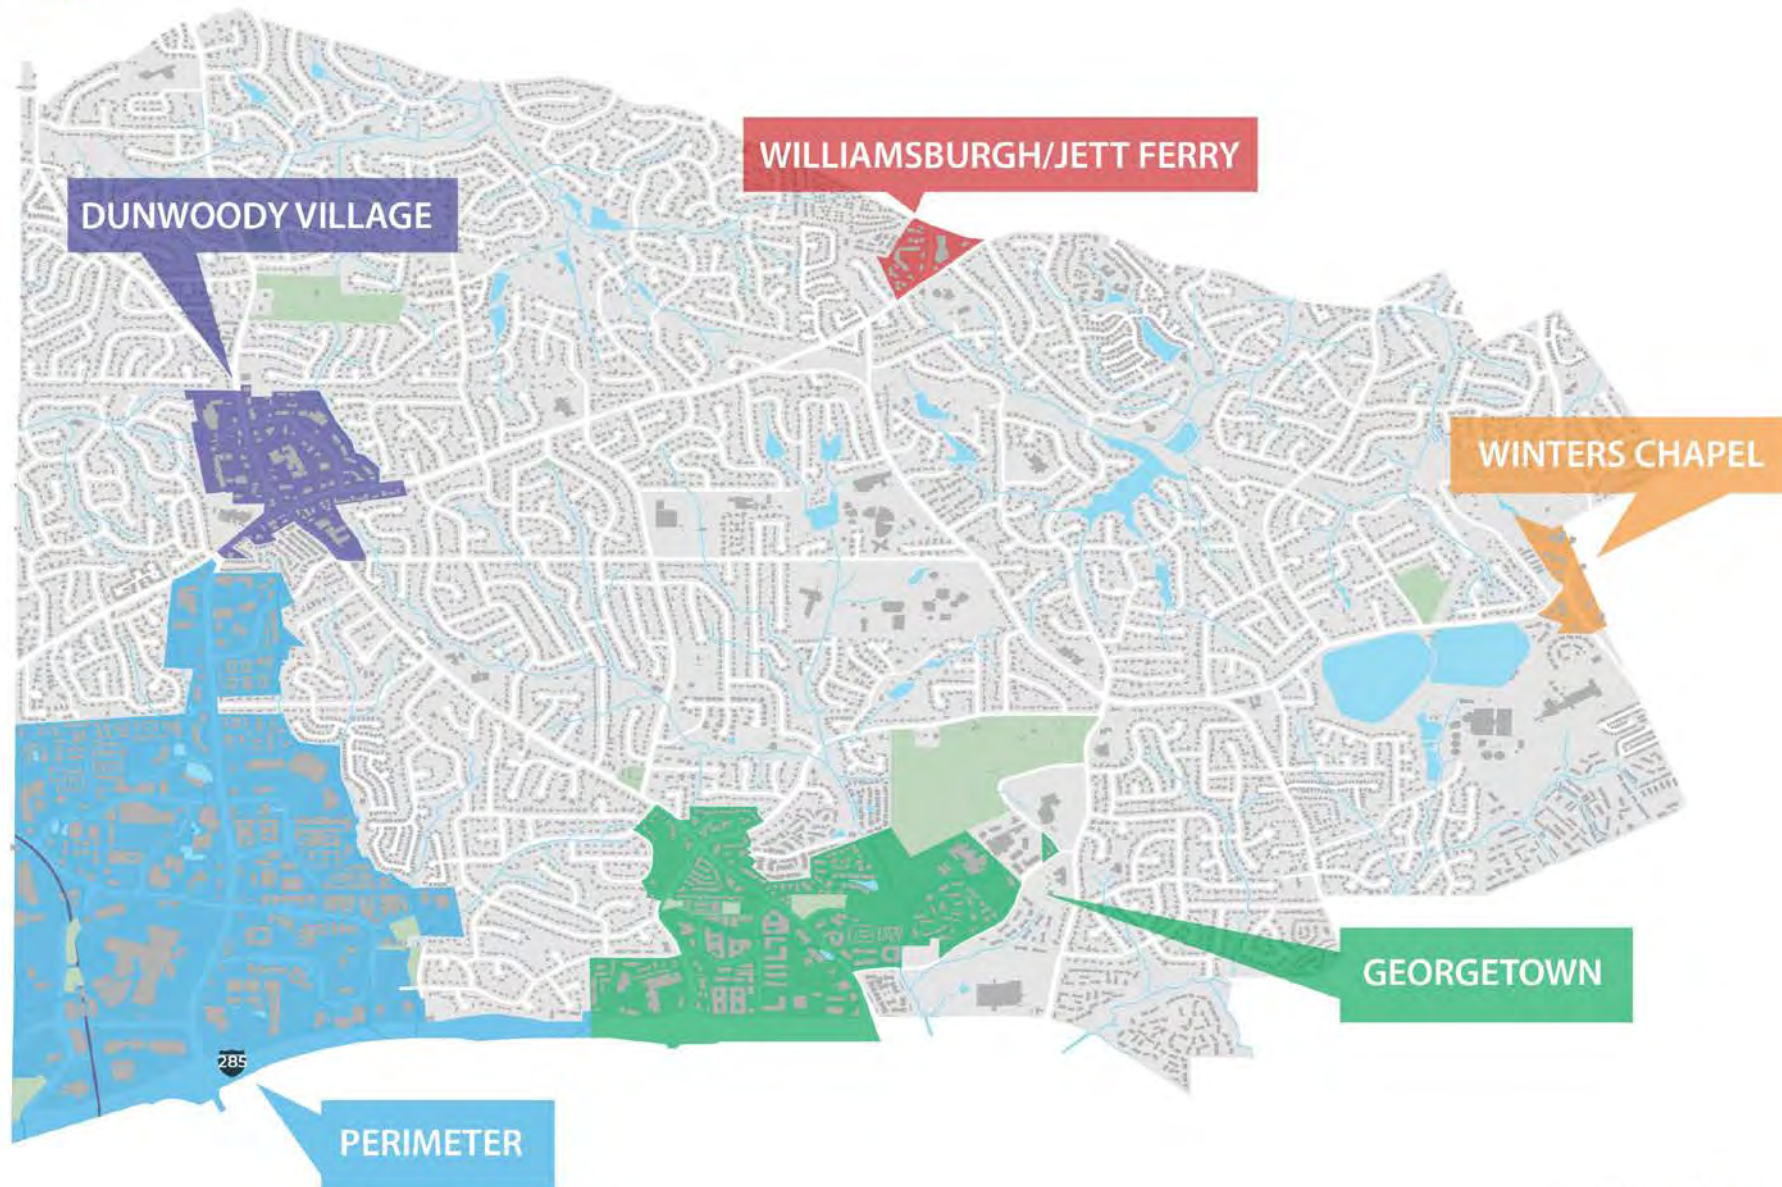 WILLIAMSBURGH/JETT FERRY
DUNWOODY VILLAGE
WINTERS CHAPEL
GEORGETOWN
285
PERIMETER